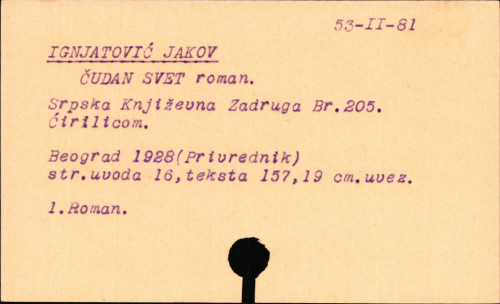 53-II-81
IGNJATOVIĆ JAKOV
ČUDAN SVET roman.
Srpska Književna Zadruga Br.205.
Ćirilicom.
Beograd 1928(Privrednik)
str.uvoda 16,teksta 157,19 cm.uvez.
1.Roman.